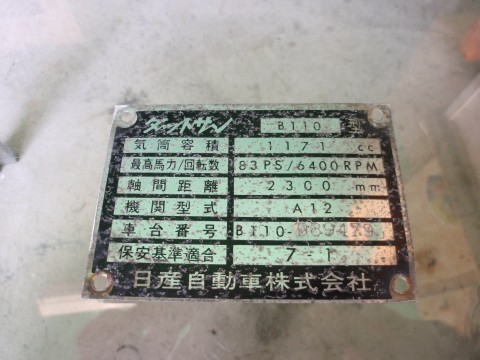 ダットサン B110 型
気筒容積 1171 cc
最高馬力/回転数 83PS/6400RPM
軸間距離 2300 mm
機関型式 A12
車台番号 B110-
保安基準適合 7-1
日産自動車株式会社